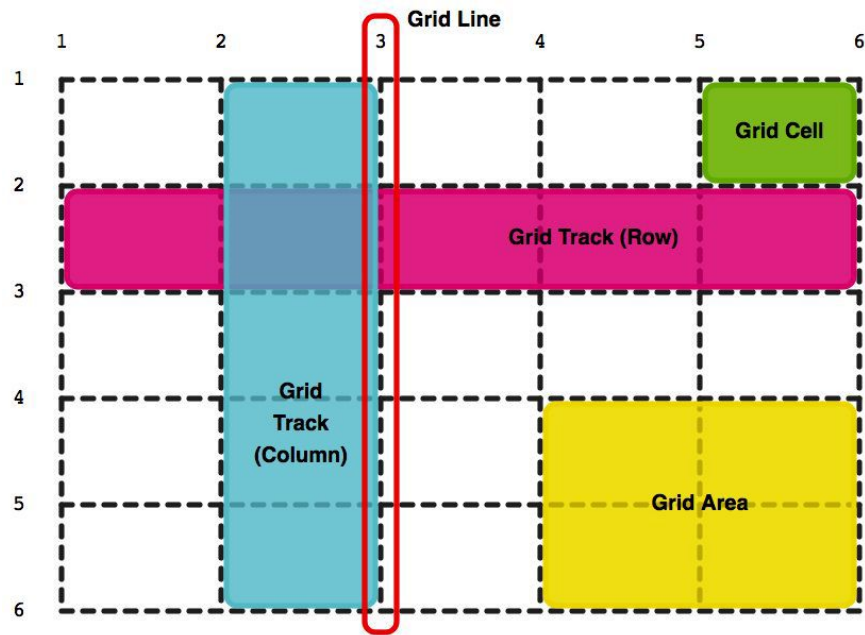 Grid Line
1 2 3 4 5 6
1
Grid Cell
2
Grid Track (Row)
3
4
Grid
Track
(Column)
5
Grid Area
6